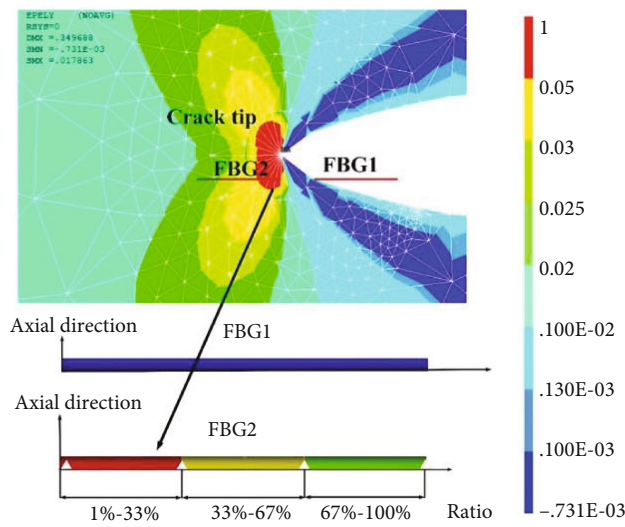 EPELY (NOAVG)
RSYS=0
DMX =.349688
SMN =-.731E-03
SMX =.017863
Crack tip
FBG2
FBG1
1
0.05
0.03
0.025
0.02
.100E-02
.130E-03
.100E-03
–.731E-03
Axial direction
FBG1
Axial direction
FBG2
1%-33%
33%-67%
67%-100%
Ratio